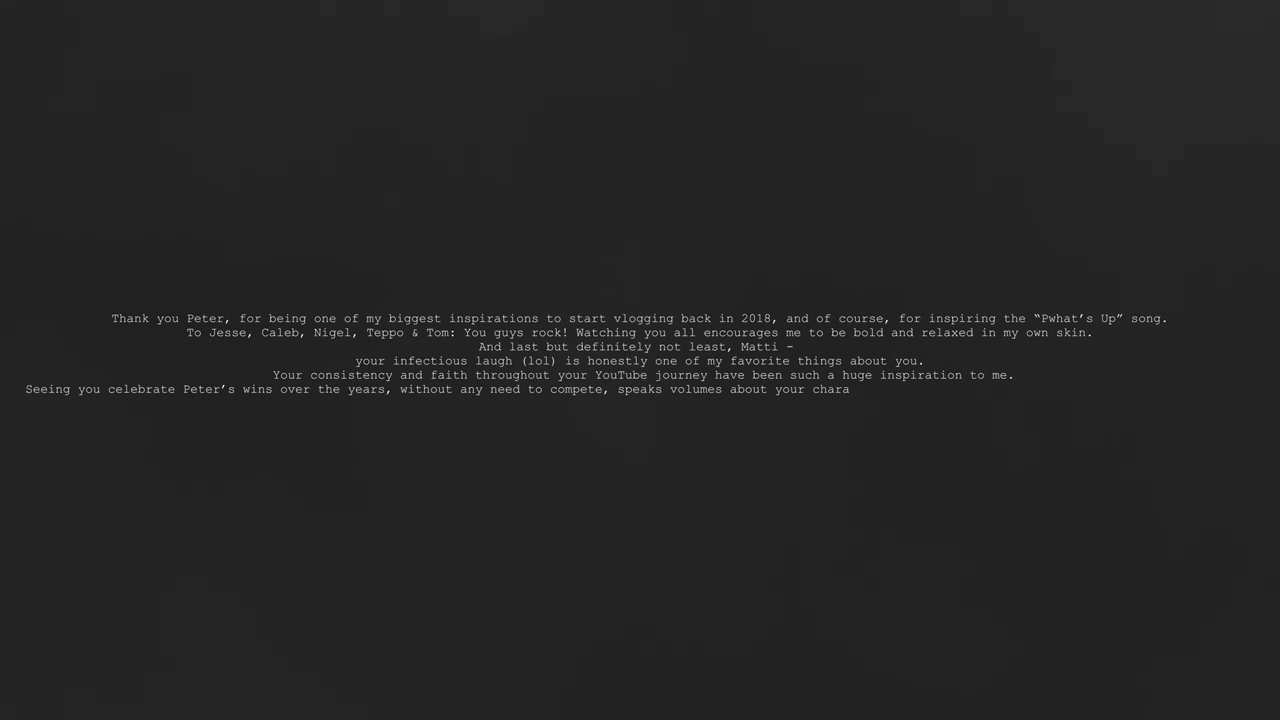 Thank you Peter, for being one of my biggest inspirations to start vlogging back in 2018, and of course, for inspiring the “Pwhat’s Up” song.
To Jesse, Caleb, Nigel, Teppo & Tom: You guys rock! Watching you all encourages me to be bold and relaxed in my own skin.
And last but definitely not least, Matti –
your infectious laugh (lol) is honestly one of my favorite things about you.
Your consistency and faith throughout your YouTube journey have been such a huge inspiration to me.
Seeing you celebrate Peter’s wins over the years, without any need to compete, speaks volumes about your chara